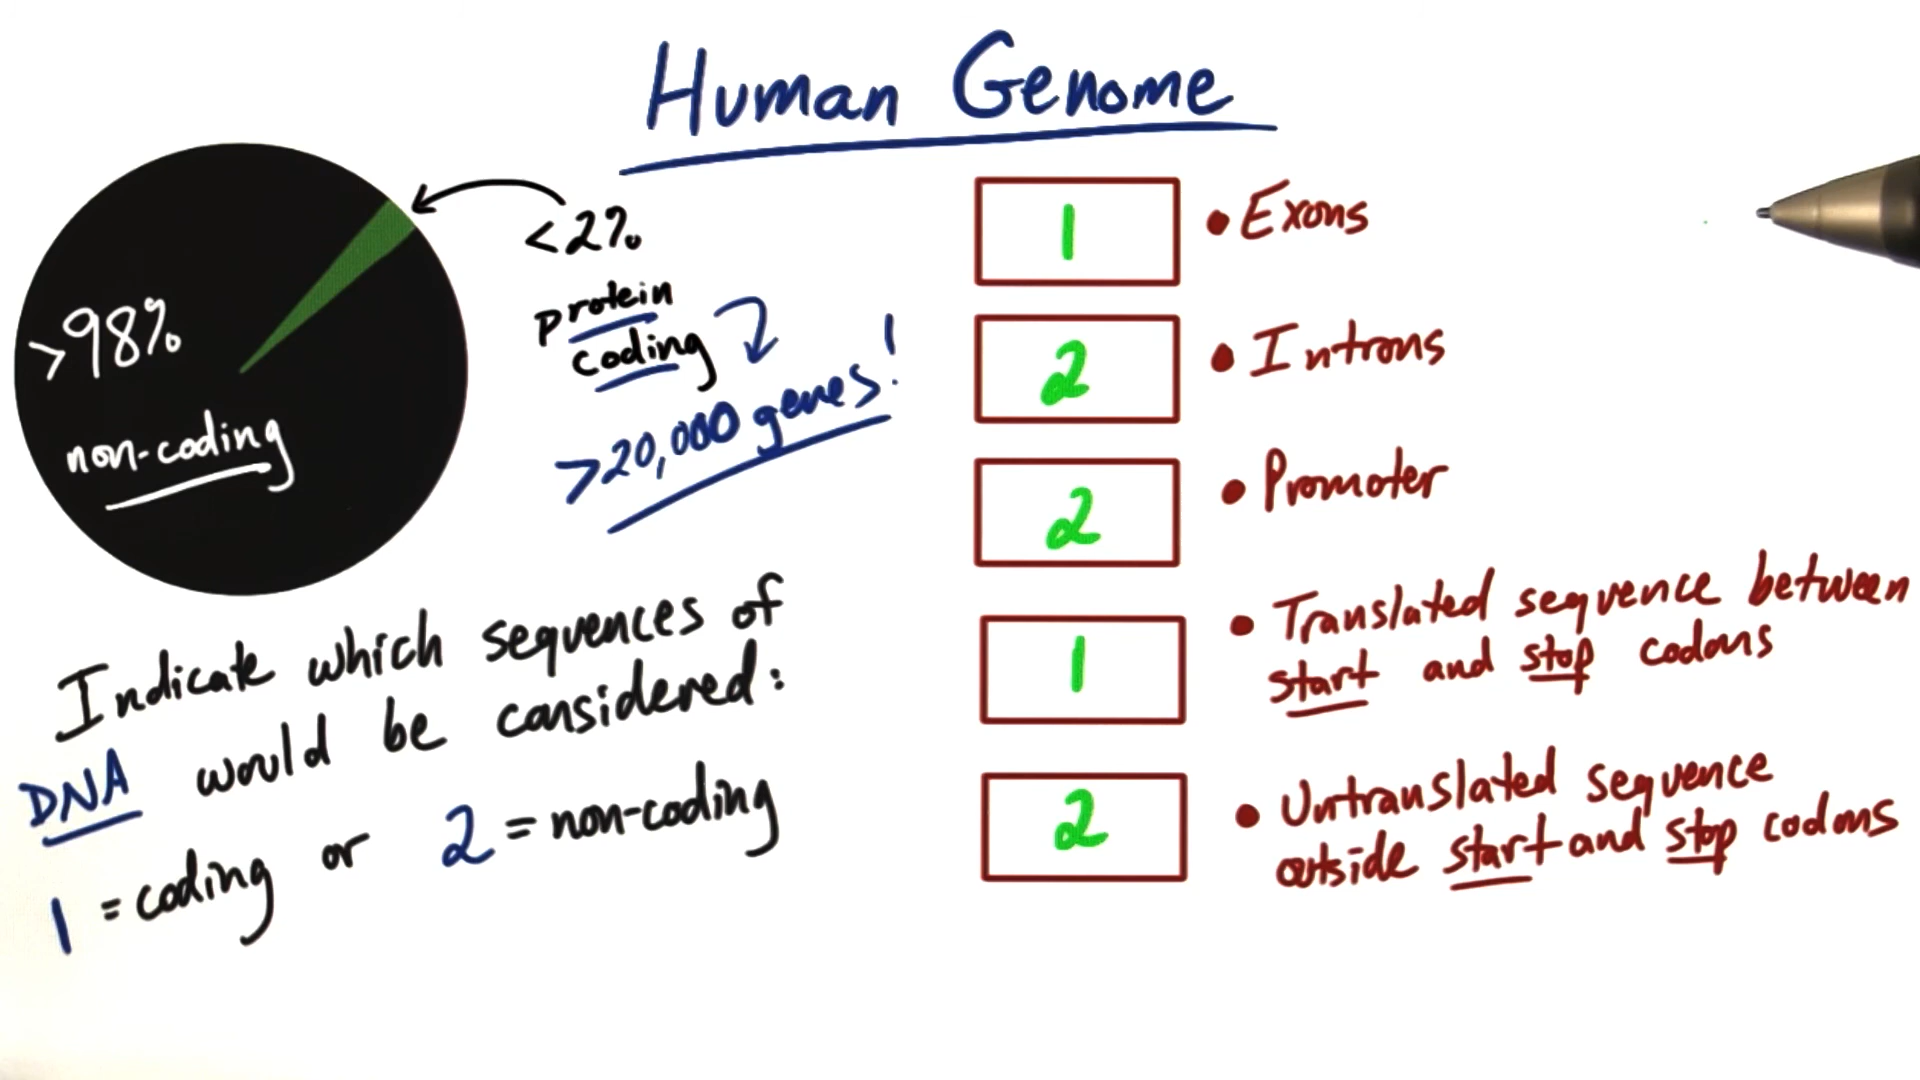 Human Genome
>98%
non-coding
<2%
protein
coding
>20,000 genes!
Indicate which sequences of
DNA would be considered:
1 = coding or 2 = non-coding
1 • Exons
2 • Introns
2 • Promoter
1 • Translated sequence between
start and stop codons
2 • Untranslated sequence
outside start and stop codons